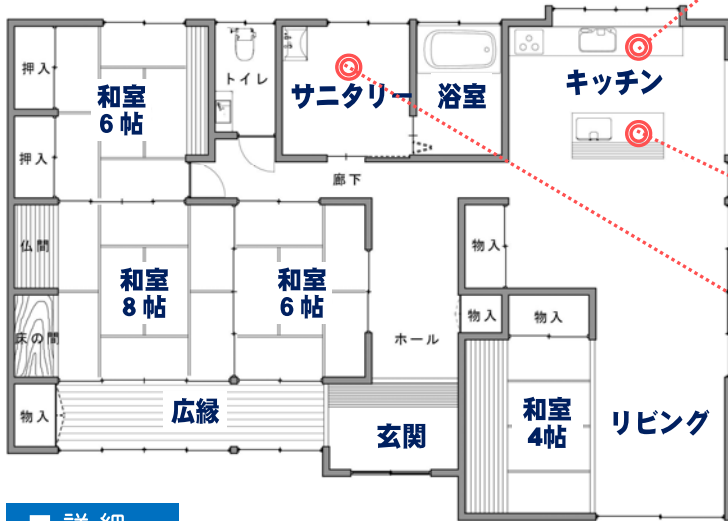 押入
和室
6帖
トイレ
サニタリー
浴室
キッチン
押入
廊下
仏間
和室
8帖
和室
6帖
物入
床の間
ホール
物入
物入
物入
広縁
玄関
和室
4帖
リビング
■詳細